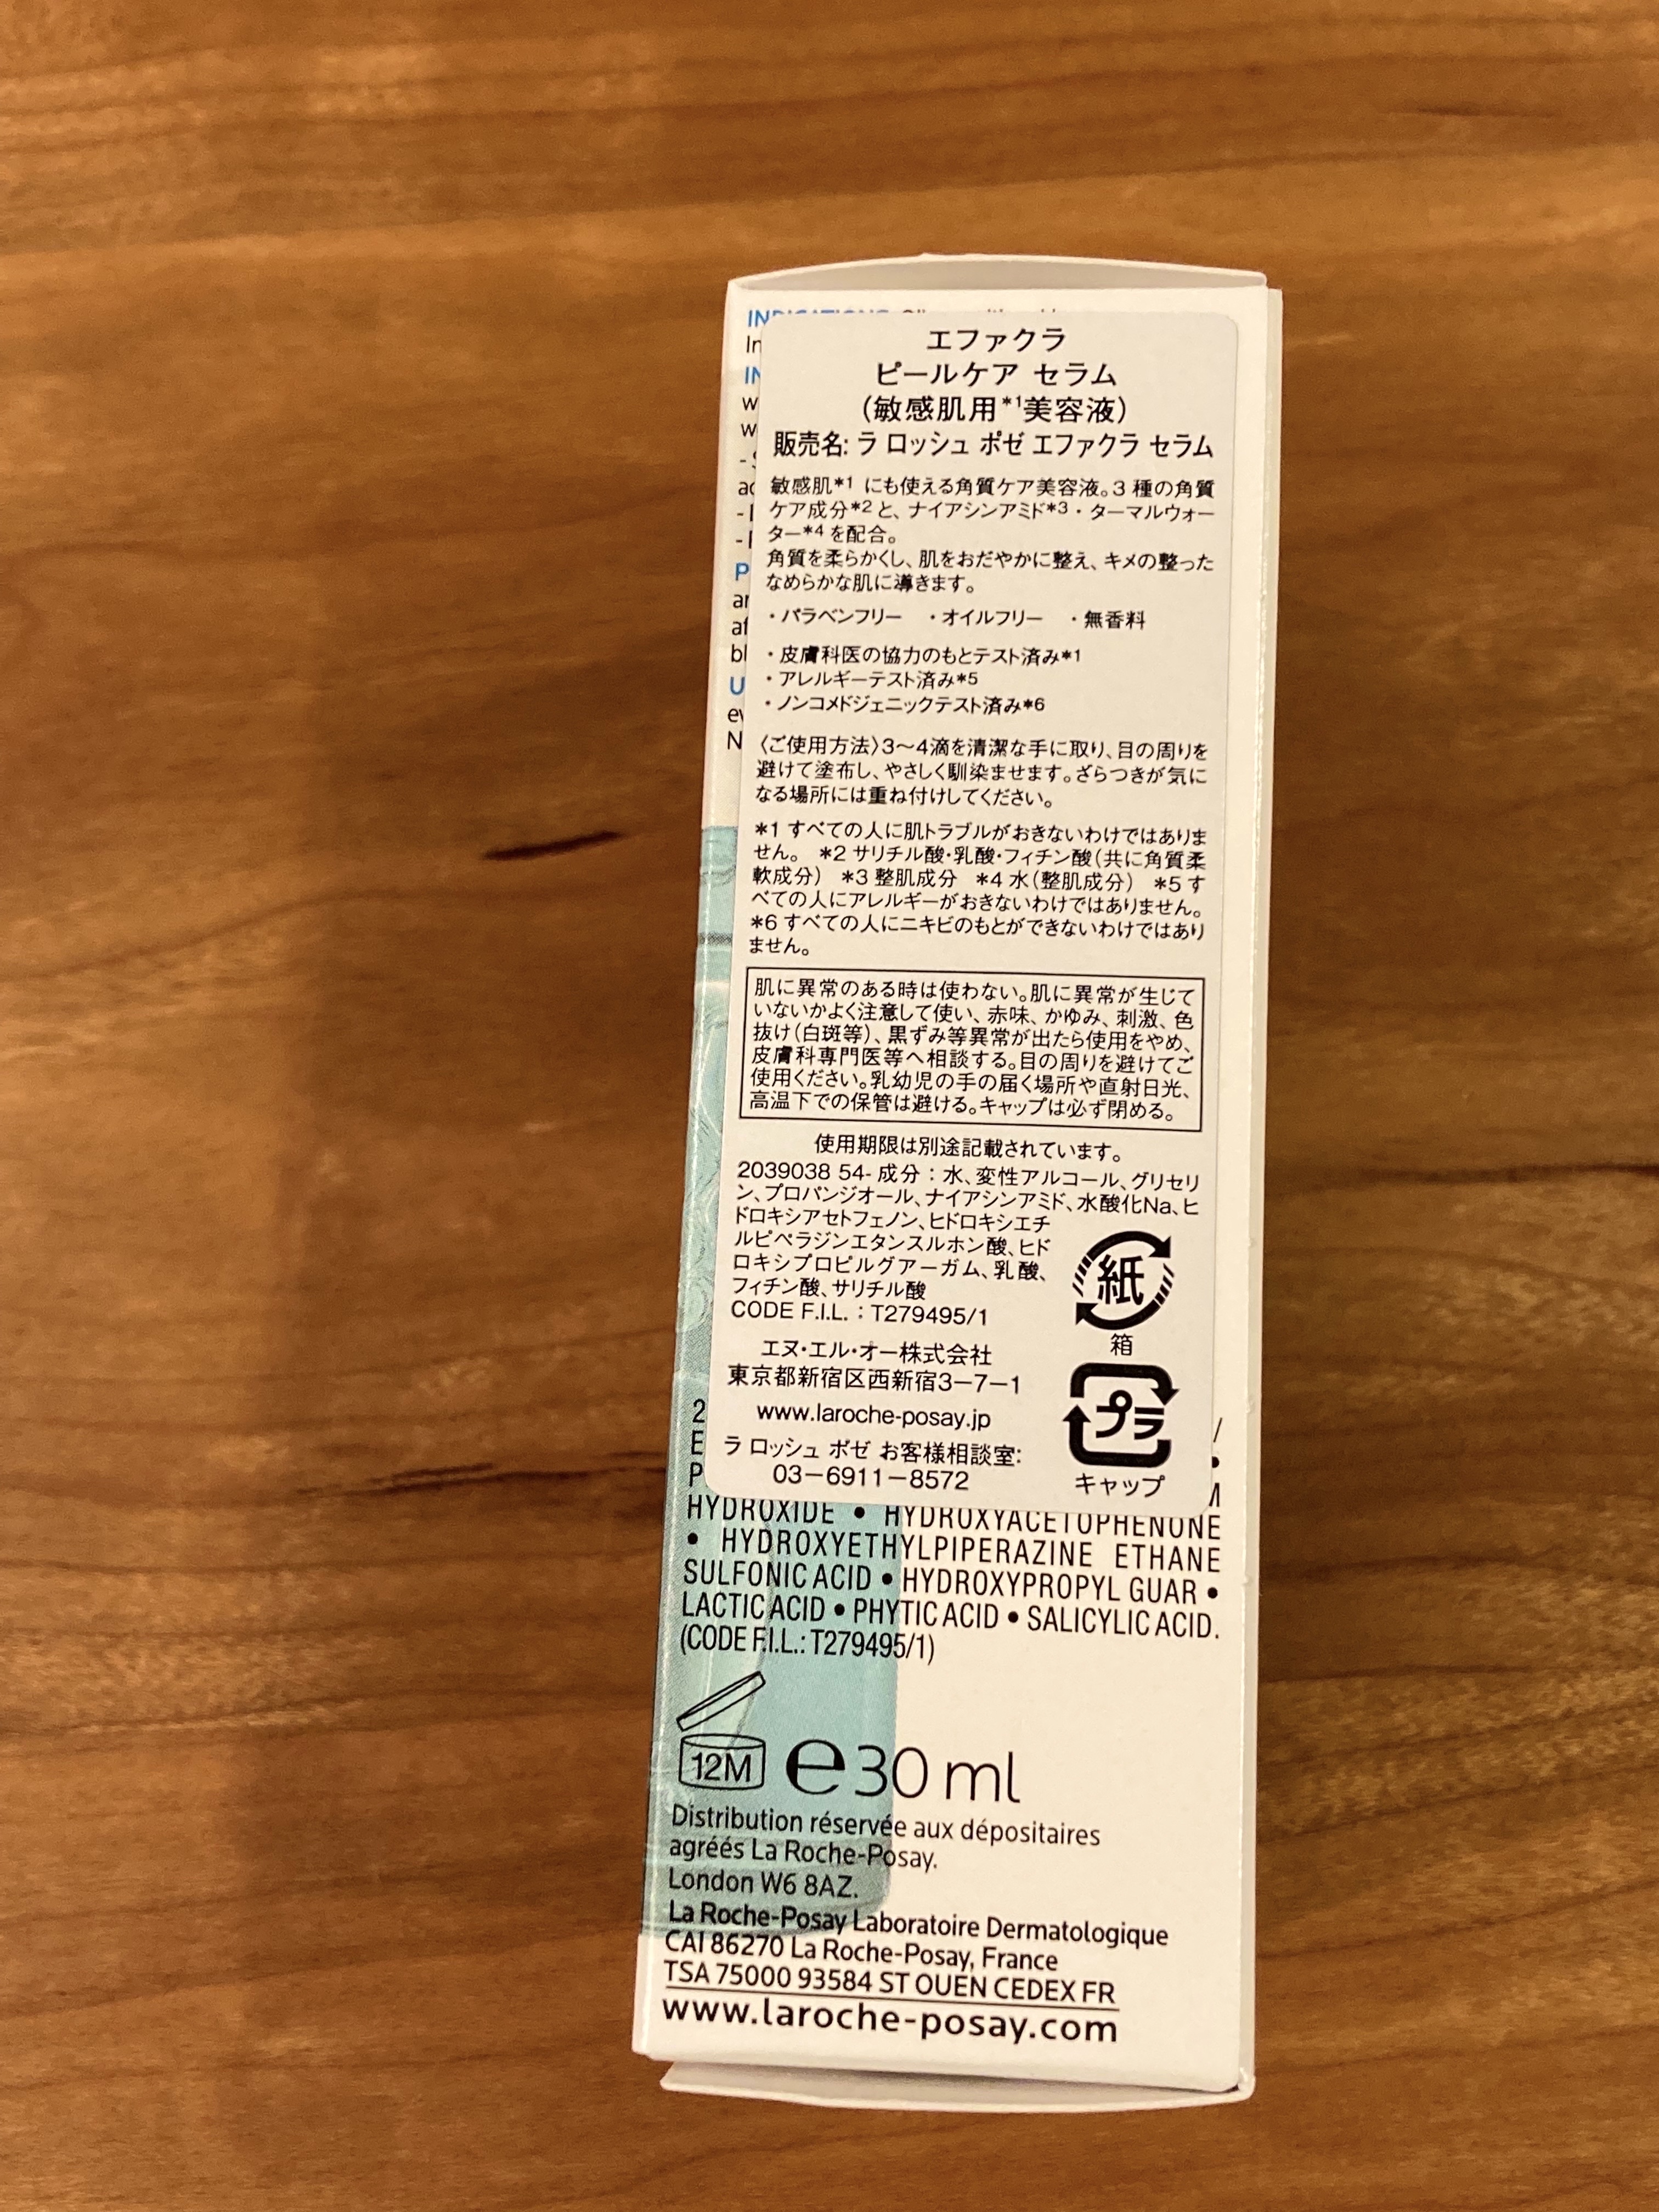 エファクラ
ピールケア セラム
（敏感肌用*1美容液）
販売名: ラ ロッシュ ポゼ エファクラ セラム
敏感肌*1 にも使える角質ケア美容液。3 種の角質
ケア成分*2 と、ナイアシンアミド*3・ターマルウォー
ター*4 を配合。
角質を柔らかくし、肌をおだやかに整え、キメの整った
なめらかな肌に導きます。
・パラベンフリー ・オイルフリー ・無香料
・皮膚科医の協力のもとテスト済み*1
・アレルギーテスト済み*5
・ノンコメドジェニックテスト済み*6
〈ご使用方法〉3〜4滴を清潔な手に取り、目の周りを
避けて塗布し、やさしく馴染ませます。ざらつきが気に
なる場所には重ね付けしてください。
*1 すべての人に肌トラブルがおきないわけではありま
せん。 *2 サリチル酸・乳酸・フィチン酸（共に角質柔
軟成分） *3 整肌成分 *4 水（整肌成分） *5 す
べての人にアレルギーがおきないわけではありません。
*6 すべての人にニキビのもとができないわけではあり
ません。
肌に異常のある時は使わない。肌に異常が生じて
いないかよく注意して使い、赤味、かゆみ、刺激、色
抜け（白斑等）、黒ずみ等異常が出たら使用をやめ、
皮膚科専門医等へ相談する。目の周りを避けてご
使用ください。乳幼児の手の届く場所や直射日光、
高温下での保管は避ける。キャップは必ず閉める。
使用期限は別途記載されています。
2039038 54- 成分：水、変性アルコール、グリセリ
ン、プロパンジオール、ナイアシンアミド、水酸化Na、ヒ
ドロキシアセトフェノン、ヒドロキシエチ
ルピペラジンエタンスルホン酸、ヒド
ロキシプロピルグアーガム、乳酸、
フィチン酸、サリチル酸
CODE F.I.L.：T279495/1
紙
箱
エヌ・エル・オー株式会社
東京都新宿区西新宿3−7−1
www.laroche-posay.jp
ラ ロッシュ ポゼ お客様相談室:
03−6911−8572
プラ
キャップ
HYDROXIDE • HYDROXYACETOPHENONE
• HYDROXYETHYLPIPERAZINE ETHANE
SULFONIC ACID • HYDROXYPROPYL GUAR •
LACTIC ACID • PHYTIC ACID • SALICYLIC ACID.
(CODE F.I.L.: T279495/1)
12M e 30 ml
Distribution réservée aux dépositaires
agréés La Roche-Posay.
London W6 8AZ.
La Roche-Posay Laboratoire Dermatologique
CAI 86270 La Roche-Posay, France
TSA 75000 93584 ST OUEN CEDEX FR
www.laroche-posay.com